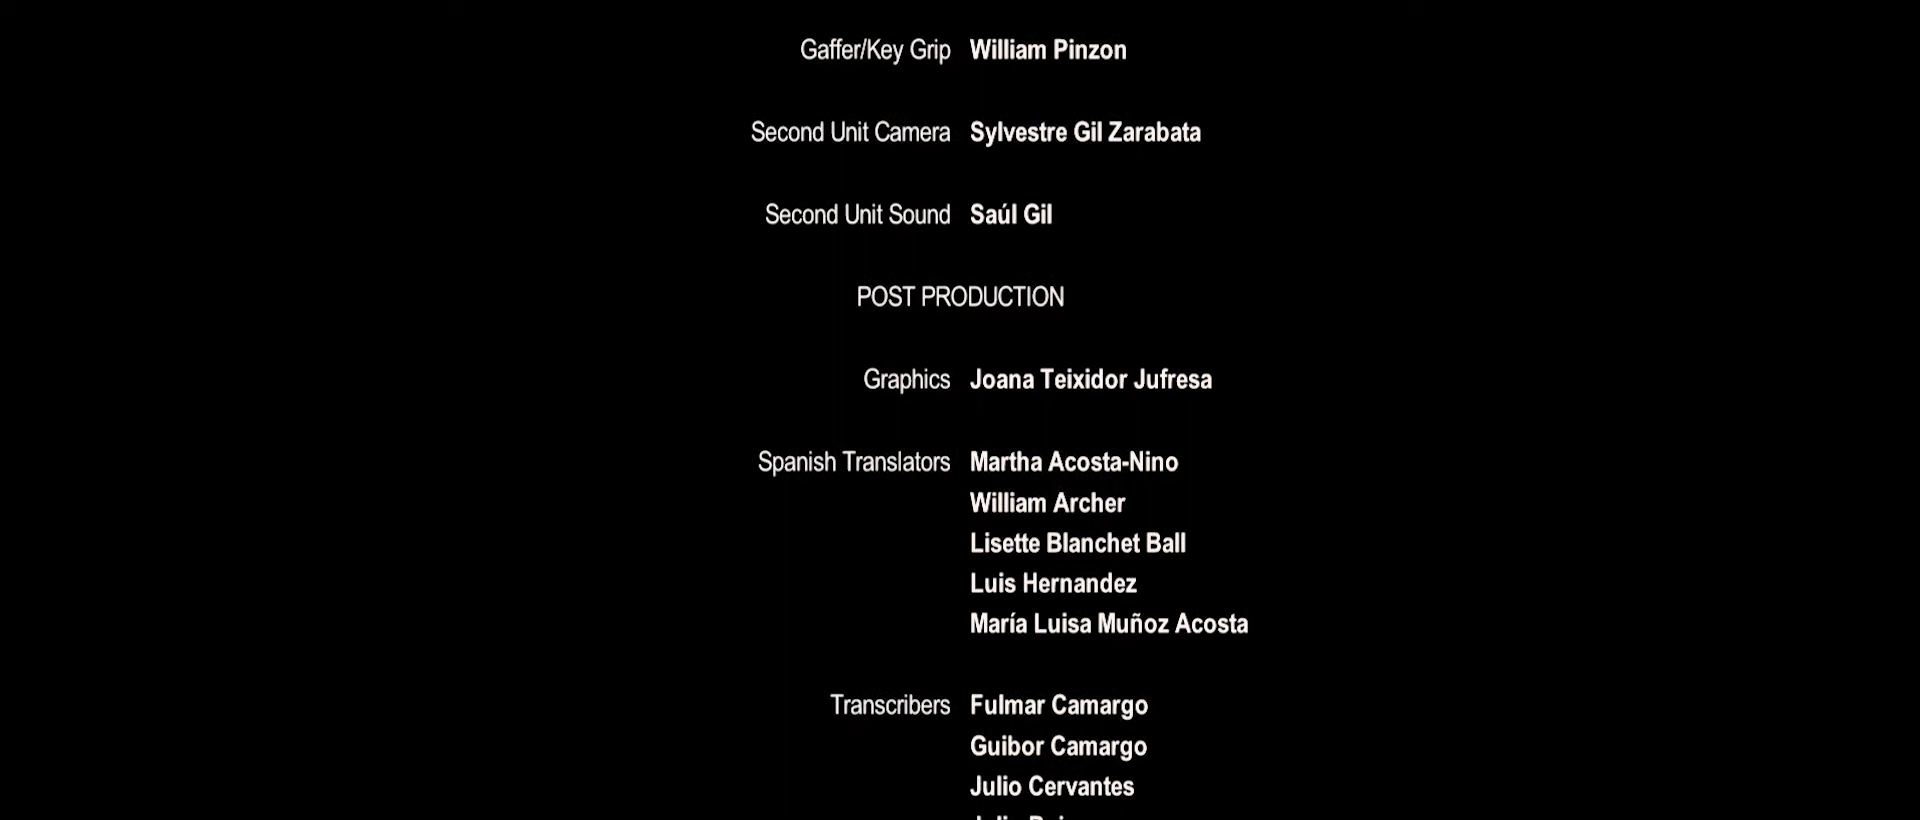 Gaffer/Key Grip William Pinzon
Second Unit Camera Sylvestre Gil Zarabata
Second Unit Sound Saúl Gil
POST PRODUCTION
Graphics Joana Teixidor Jufresa
Spanish Translators Martha Acosta-Nino
William Archer
Lisette Blanchet Ball
Luis Hernandez
María Luisa Muñoz Acosta
Transcribers Fulmar Camargo
Guibor Camargo
Julio Cervantes